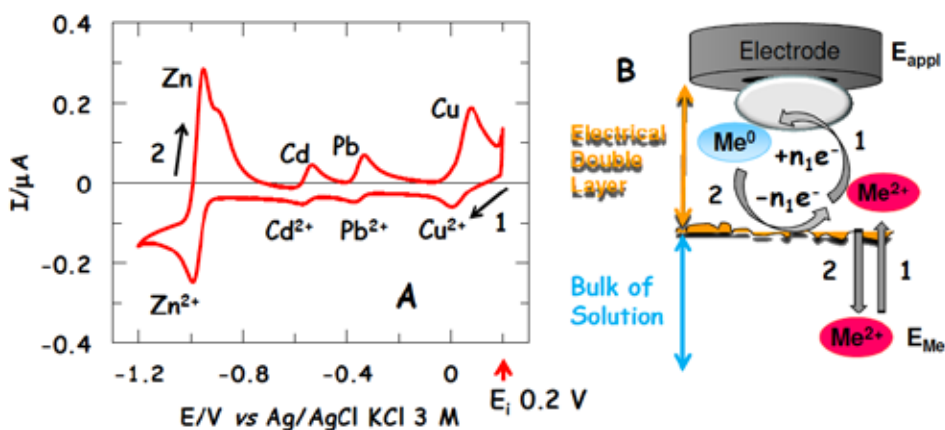 0.4
0.2
0
-0.2
-0.4
I/μA
Zn
2
Cd
Pb
Cu
Cd²⁺
Pb²⁺
Cu²⁺
1
Zn²⁺
A
-1.2
-0.8
-0.4
0
Eᵢ 0.2 V
E/V vs Ag/AgCl KCl 3 M
B
Electrode
E_appl
Electrical
Double
Layer
Me⁰
+n₁e⁻
1
2
-n₁e⁻
Me²⁺
2
1
Bulk of
Solution
Me²⁺
E_Me